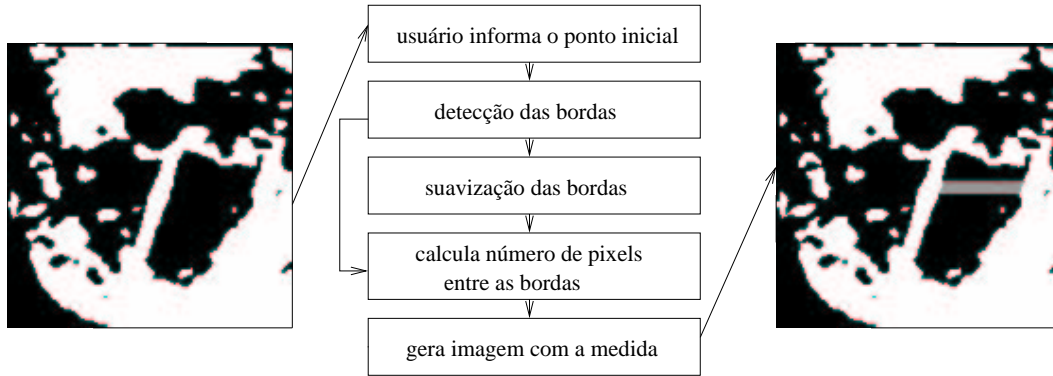 usuário informa o ponto inicial
detecção das bordas
suavização das bordas
calcula número de pixels
entre as bordas
gera imagem com a medida